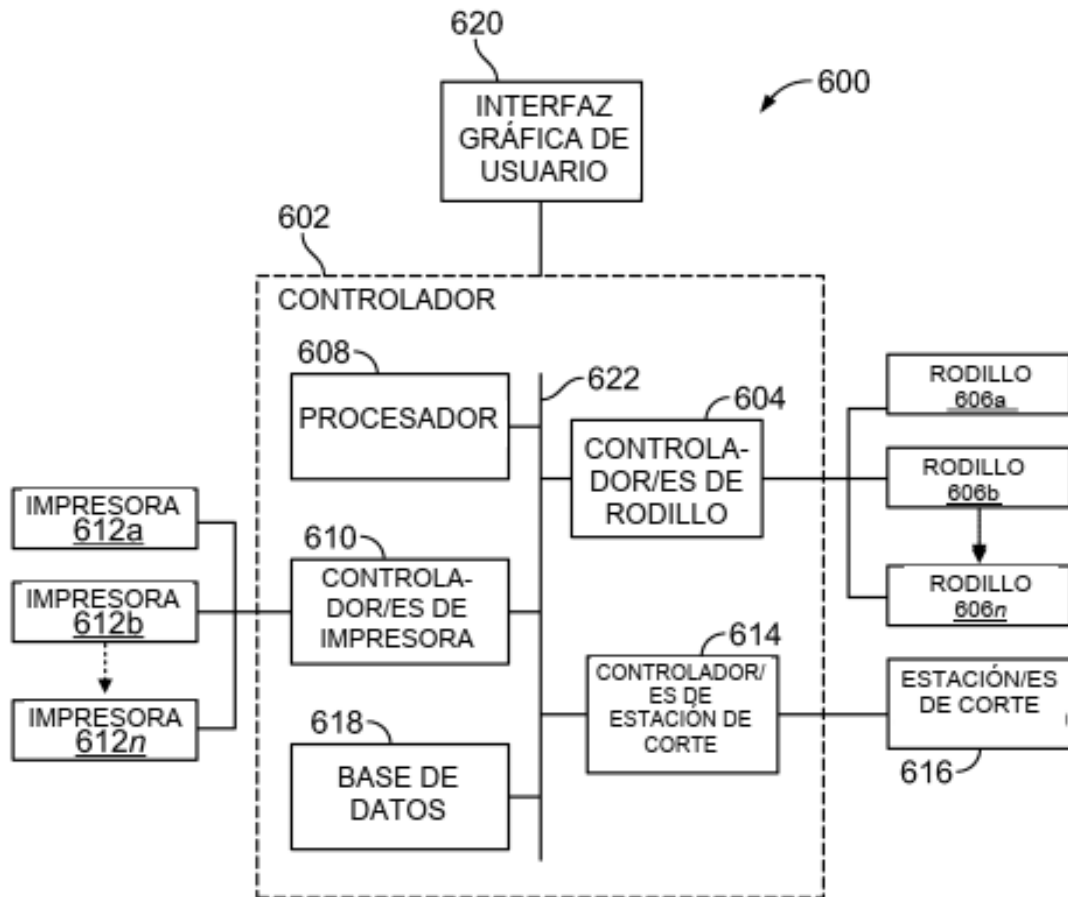 620
600
INTERFAZ
GRÁFICA DE
USUARIO
602
CONTROLADOR
608
PROCESADOR
622
604
CONTROLA-
DOR/ES DE
RODILLO
RODILLO
606a
RODILLO
606b
RODILLO
606n
IMPRESORA
612a
IMPRESORA
612b
IMPRESORA
612n
610
CONTROLA-
DOR/ES DE
IMPRESORA
614
CONTROLADOR/
ES DE
ESTACIÓN DE
CORTE
ESTACIÓN/ES
DE CORTE
616
618
BASE DE
DATOS